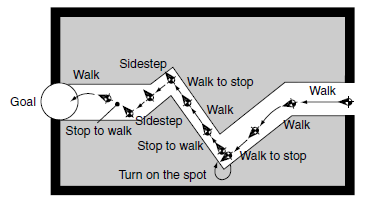 Sidestep
Walk
Walk to stop
Walk
Goal
Walk
Stop to walk
Sidestep
Walk
Stop to walk
Walk to stop
Turn on the spot